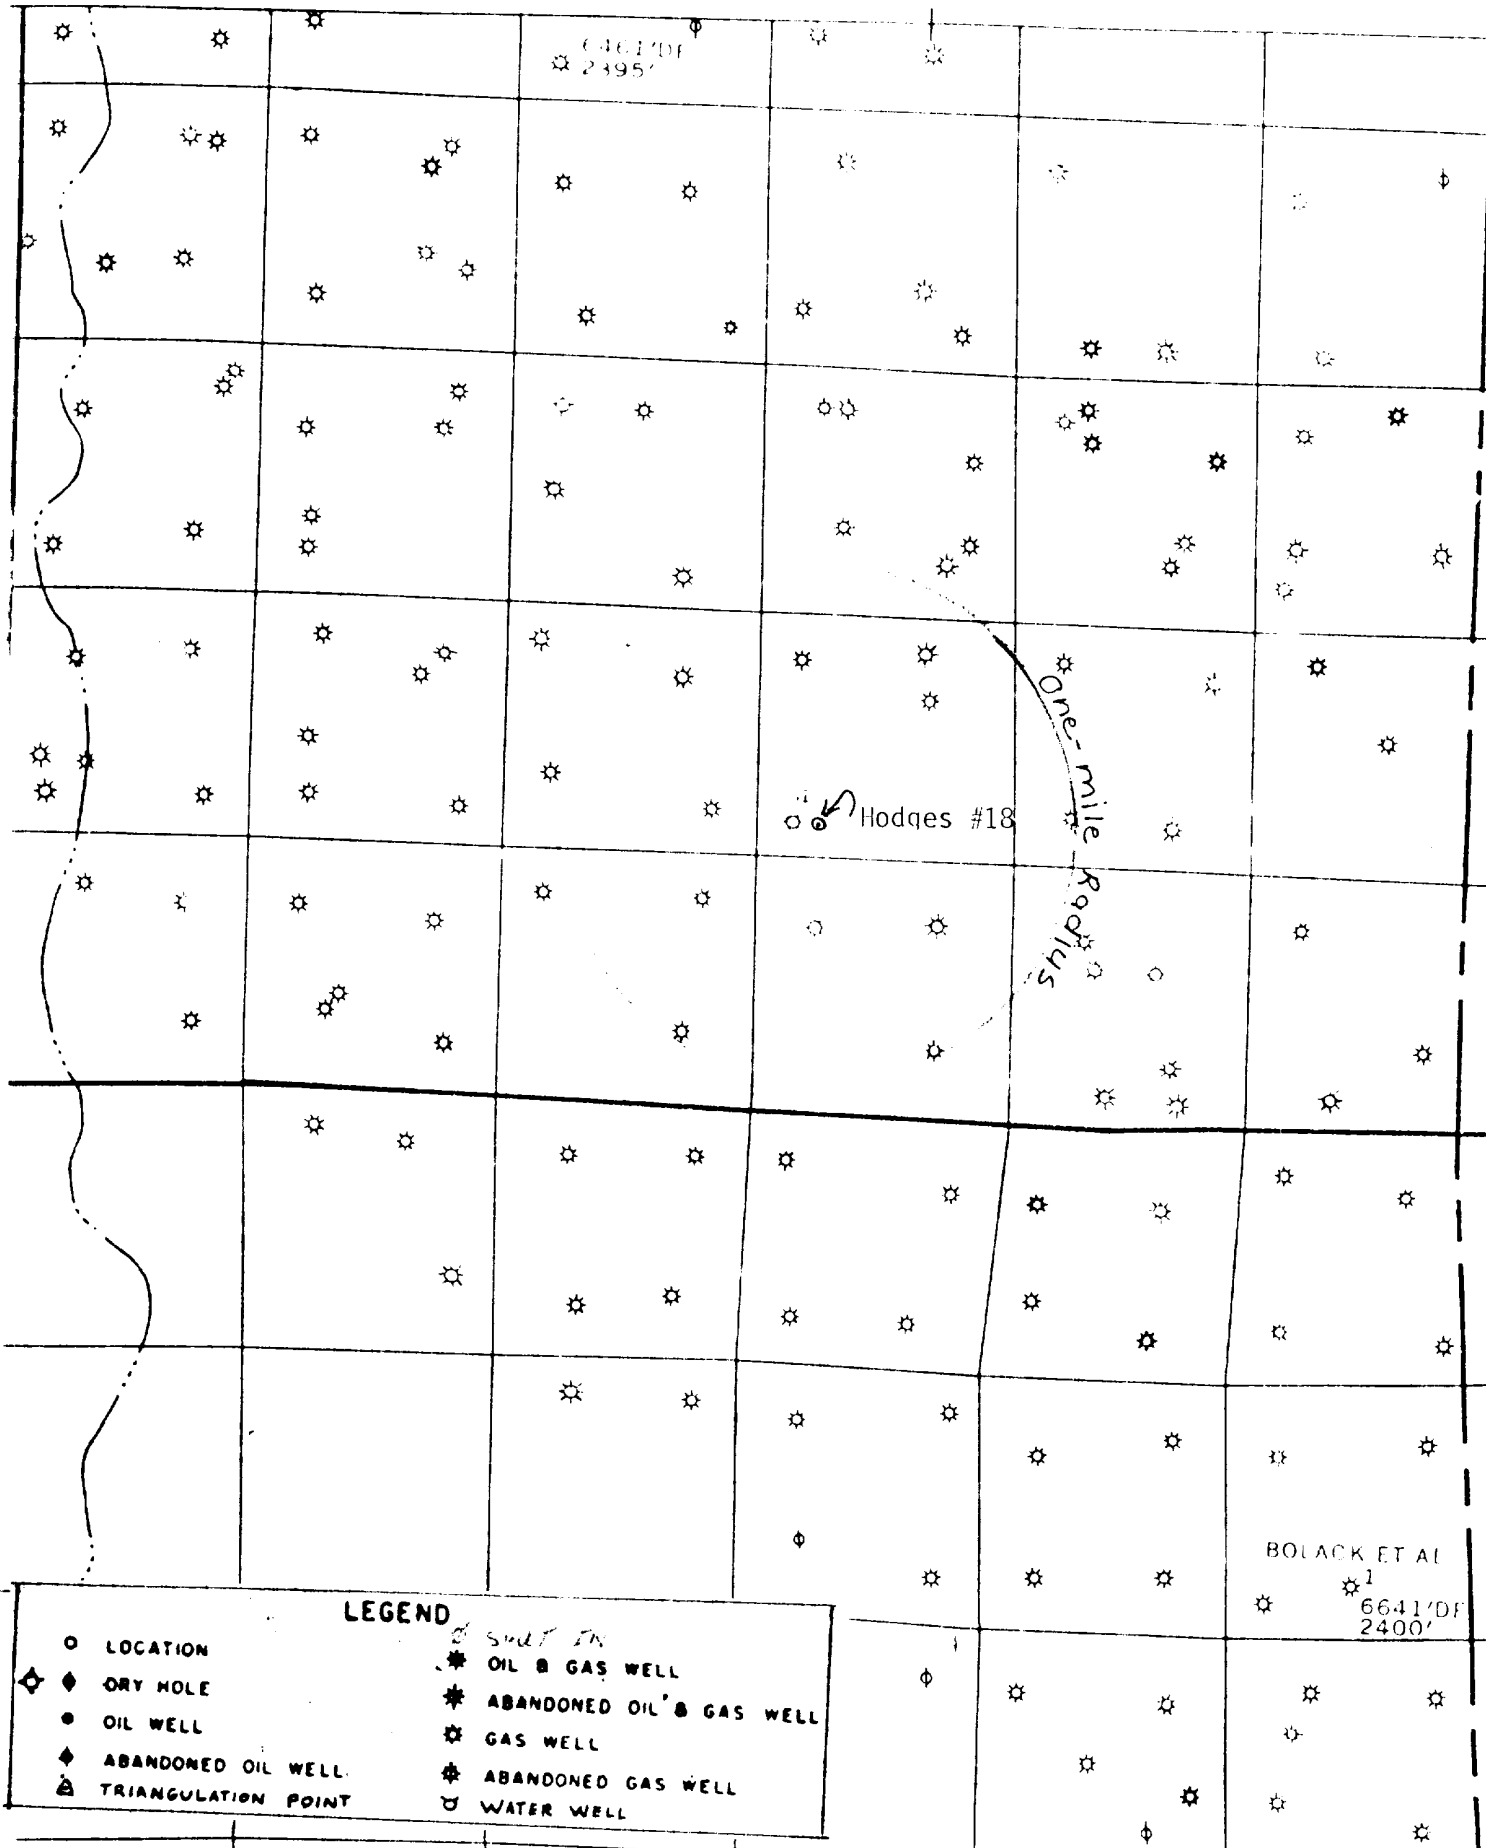 6461'DF
2395'
One-mile Radius
Hodges #18
BOLACK ET AL
1
6641'DF
2400'
LEGEND
LOCATION
DRY HOLE
OIL WELL
ABANDONED OIL WELL
TRIANGULATION POINT
SHUT IN
OIL & GAS WELL
ABANDONED OIL & GAS WELL
GAS WELL
ABANDONED GAS WELL
WATER WELL